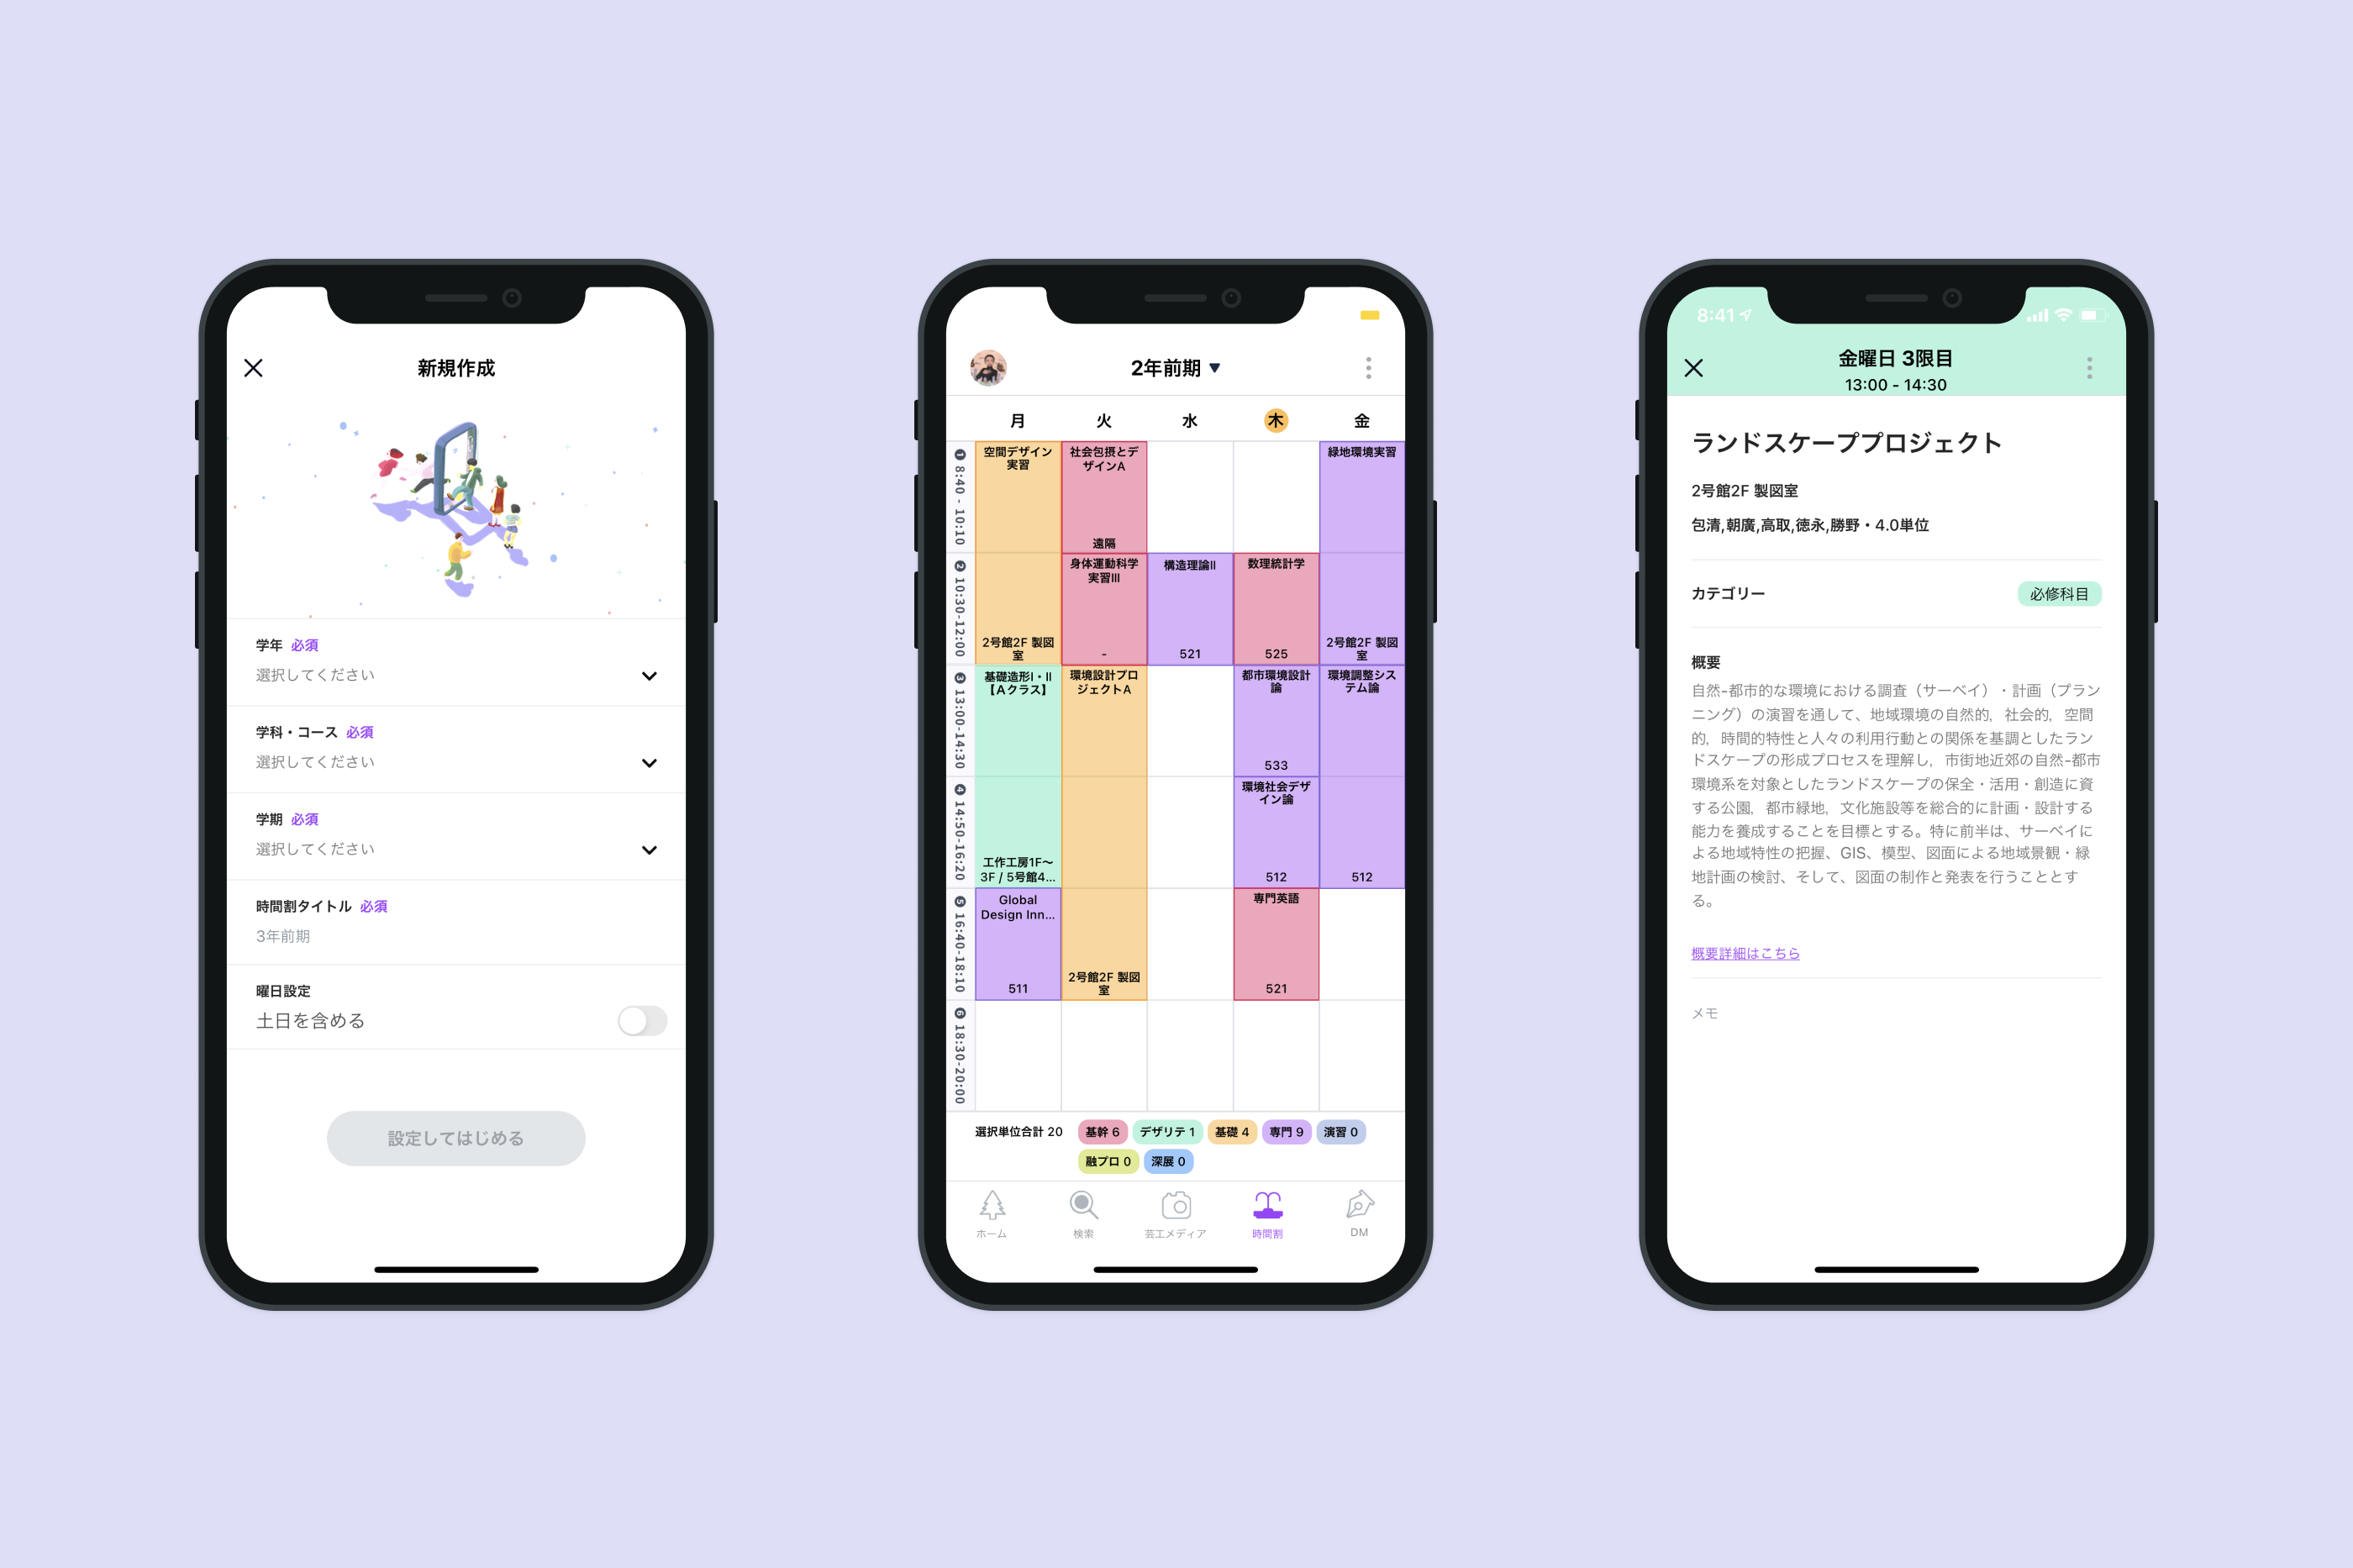 新規作成
学年 必須
選択してください
学科・コース 必須
選択してください
学期 必須
選択してください
時間割タイトル 必須
3年前期
曜日設定
土日を含める
設定してはじめる
2年前期 ▼
月 火 水 木 金
1 8:40 - 10:10
2 10:30-12:00
3 13:00-14:30
4 14:50-16:20
5 16:40-18:10
6 18:30-20:00
空間デザイン
実習
2号館2F 製図
室
基礎造形I・II
【Aクラス】
工作工房1F〜
3F / 5号館4...
Global
Design Inn...
511
社会包摂とデ
ザインA
遠隔
身体運動科学
実習III
-
環境設計プロ
ジェクトA
2号館2F 製図
室
構造理論II
521
数理統計学
525
都市環境設計
論
533
環境社会デザ
イン論
512
専門英語
521
緑地環境実習
2号館2F 製図
室
環境調整シス
テム論
512
選択単位合計 20 基幹 6 デザリテ 1 基礎 4 専門 9 演習 0
融プロ 0 深展 0
ホーム 検索 芸工メディア 時間割 DM
8:41
金曜日 3限目
13:00 - 14:30
ランドスケーププロジェクト
2号館2F 製図室
包清,朝廣,高取,徳永,勝野・4.0単位
カテゴリー 必修科目
概要
自然-都市的な環境における調査（サーベイ）・計画（プラン
ニング）の演習を通して、地域環境の自然的，社会的，空間
的，時間的特性と人々の利用行動との関係を基調としたラン
ドスケープの形成プロセスを理解し，市街地近郊の自然-都市
環境系を対象としたランドスケープの保全・活用・創造に資
する公園，都市緑地，文化施設等を総合的に計画・設計する
能力を養成することを目標とする。特に前半は、サーベイに
よる地域特性の把握、GIS、模型、図面による地域景観・緑
地計画の検討、そして、図面の制作と発表を行うこととす
る。
概要詳細はこちら
メモ